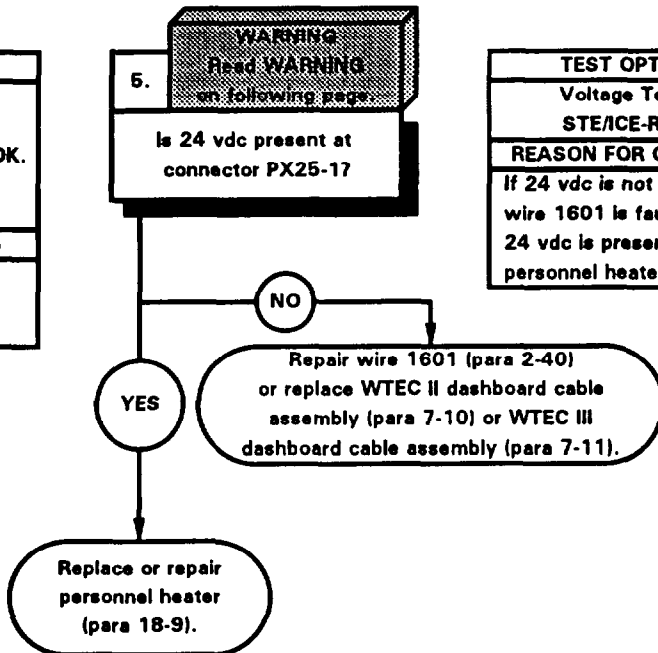 OK.
WARNING
Read WARNING
on following page.
5.
Is 24 vdc present at
connector PX25-1?
TEST OPT
Voltage Te
STE/ICE-R
REASON FOR
If 24 vdc is not
wire 1601 is fau
24 vdc is presen
personnel heater
NO
Repair wire 1601 (para 2-40)
or replace WTEC II dashboard cable
assembly (para 7-10) or WTEC III
dashboard cable assembly (para 7-11).
YES
Replace or repair
personnel heater
(para 18-9).